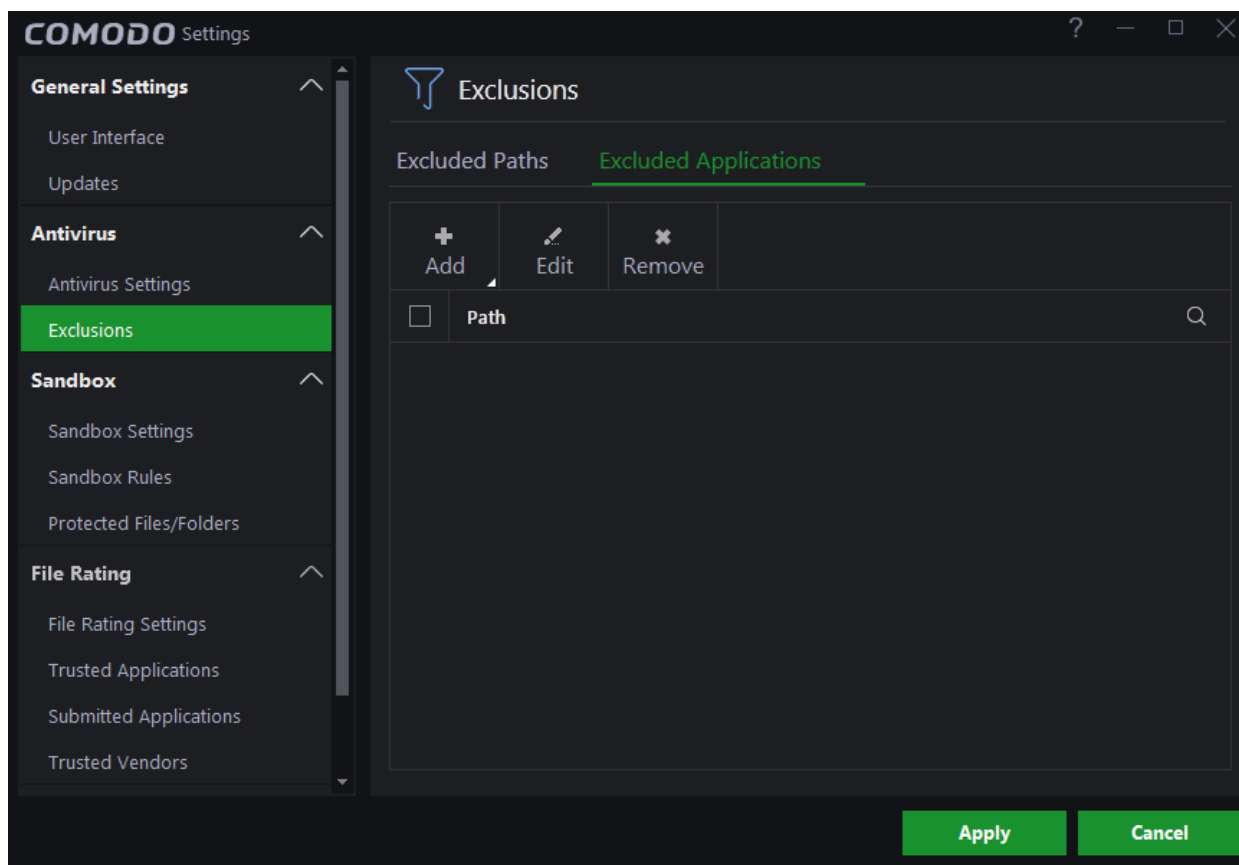 COMODO Settings
?
General Settings
User Interface
Updates
Antivirus
Antivirus Settings
Exclusions
Sandbox
Sandbox Settings
Sandbox Rules
Protected Files/Folders
File Rating
File Rating Settings
Trusted Applications
Submitted Applications
Trusted Vendors
Exclusions
Excluded Paths Excluded Applications
Add Edit Remove
Path
Apply Cancel